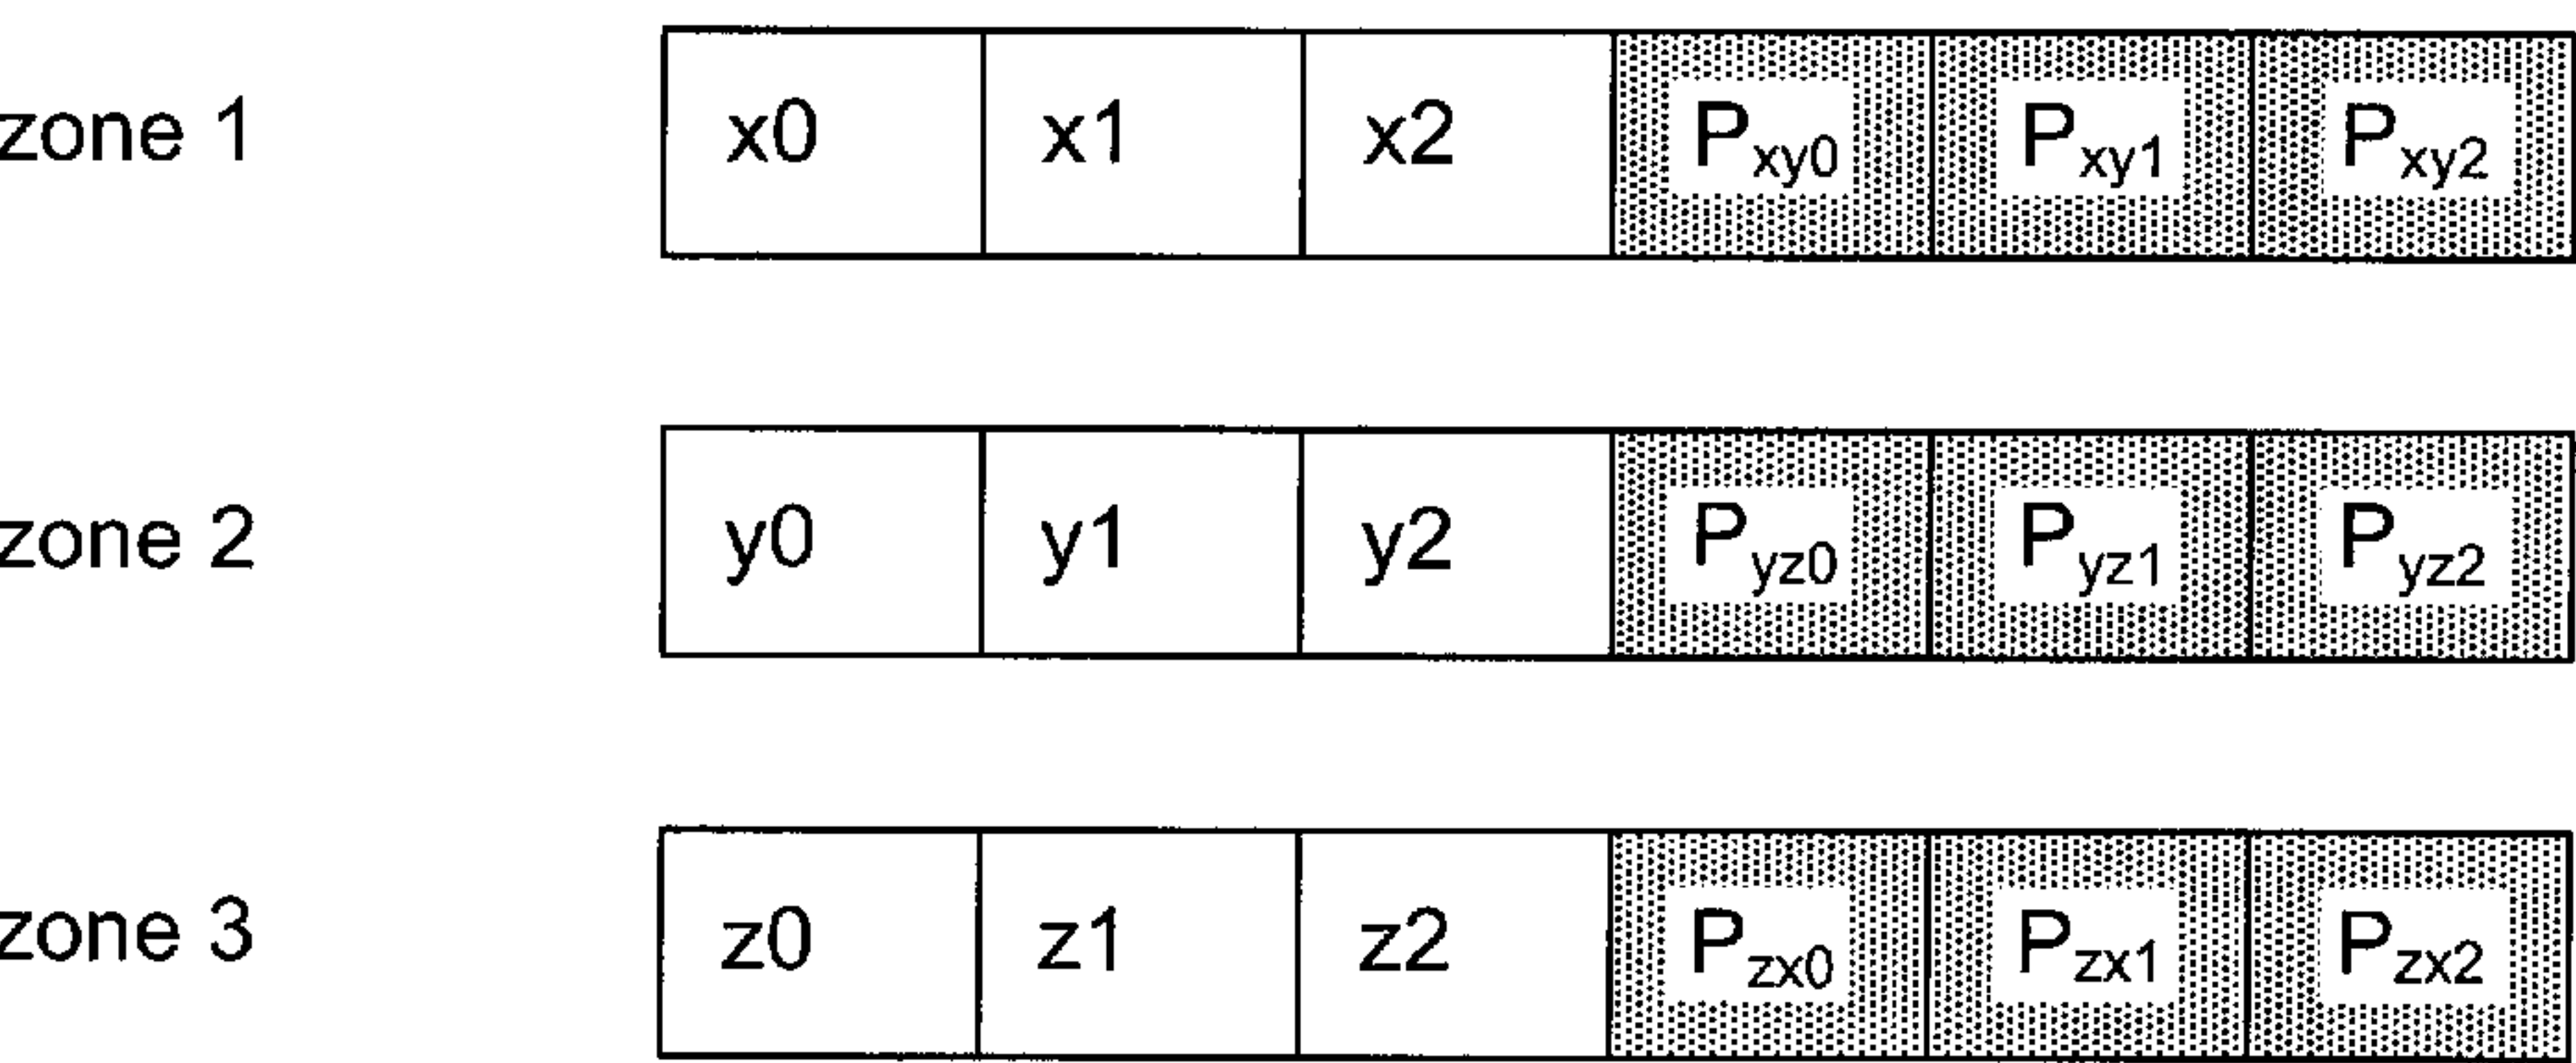 zone 1 x0 x1 x2 Pxy0 Pxy1 Pxy2
zone 2 y0 y1 y2 Pyz0 Pyz1 Pyz2
zone 3 z0 z1 z2 Pzx0 Pzx1 Pzx2